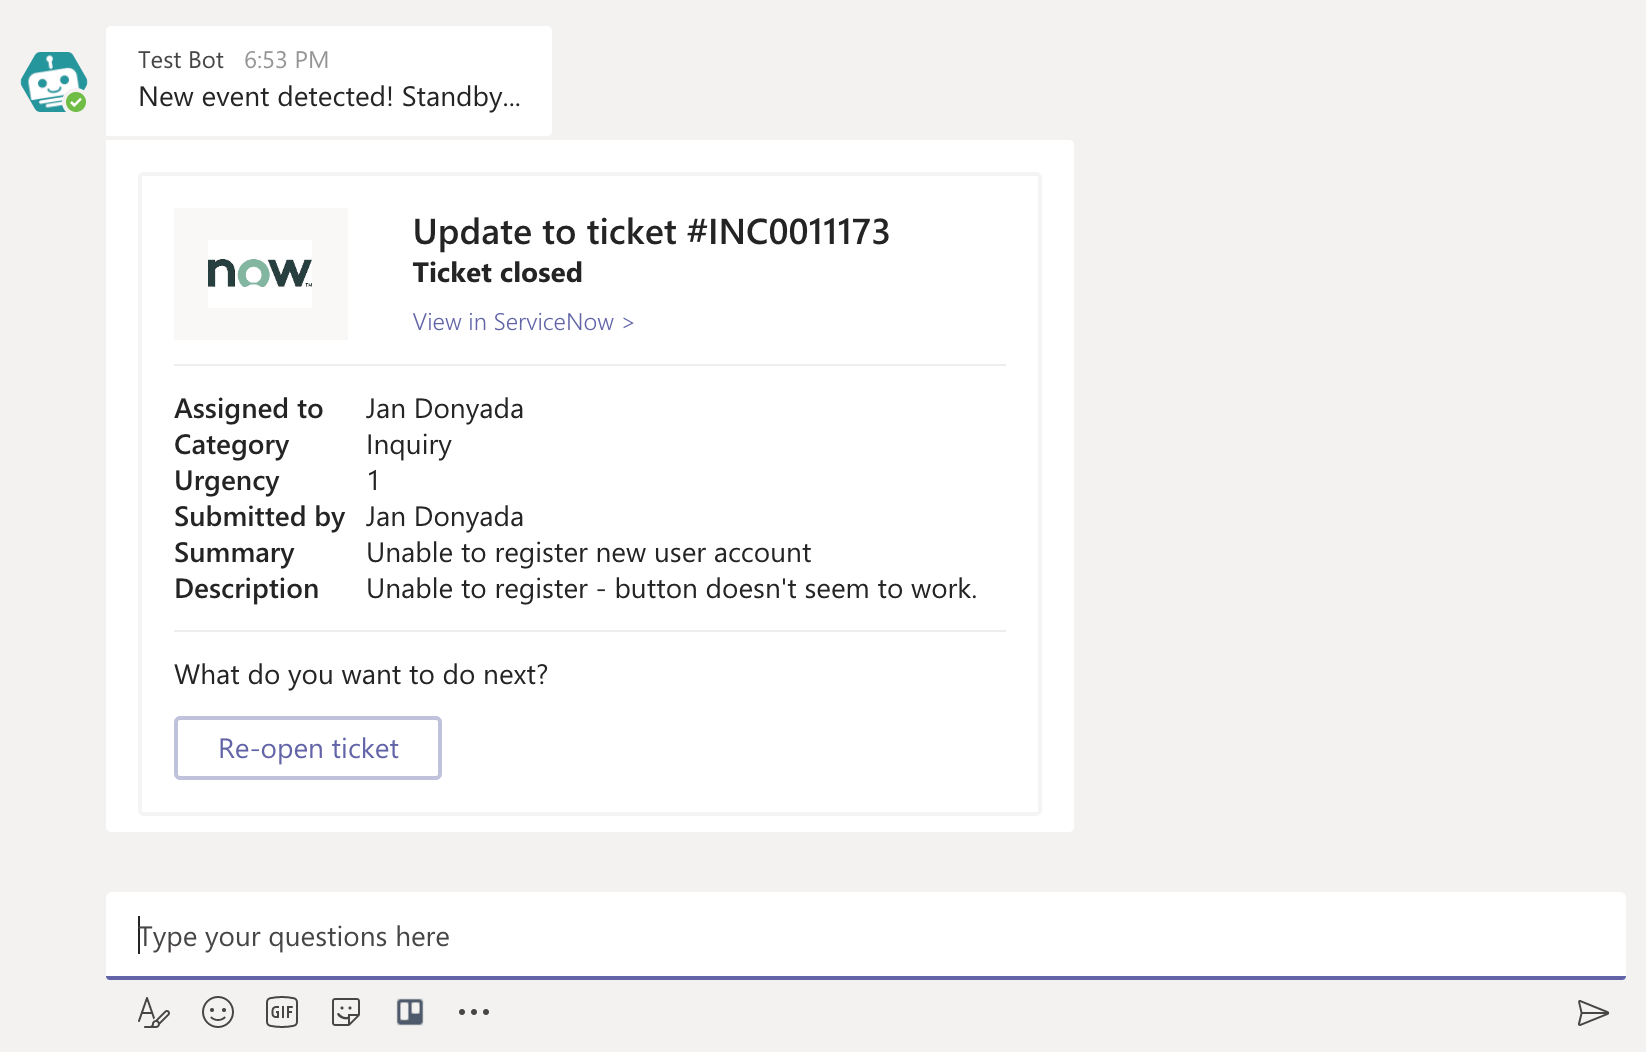 Test Bot 6:53 PM
New event detected! Standby...
now.™
Update to ticket #INC0011173
Ticket closed
View in ServiceNow >
Assigned to Jan Donyada
Category Inquiry
Urgency 1
Submitted by Jan Donyada
Summary Unable to register new user account
Description Unable to register - button doesn't seem to work.
What do you want to do next?
Re-open ticket
Type your questions here
GIF